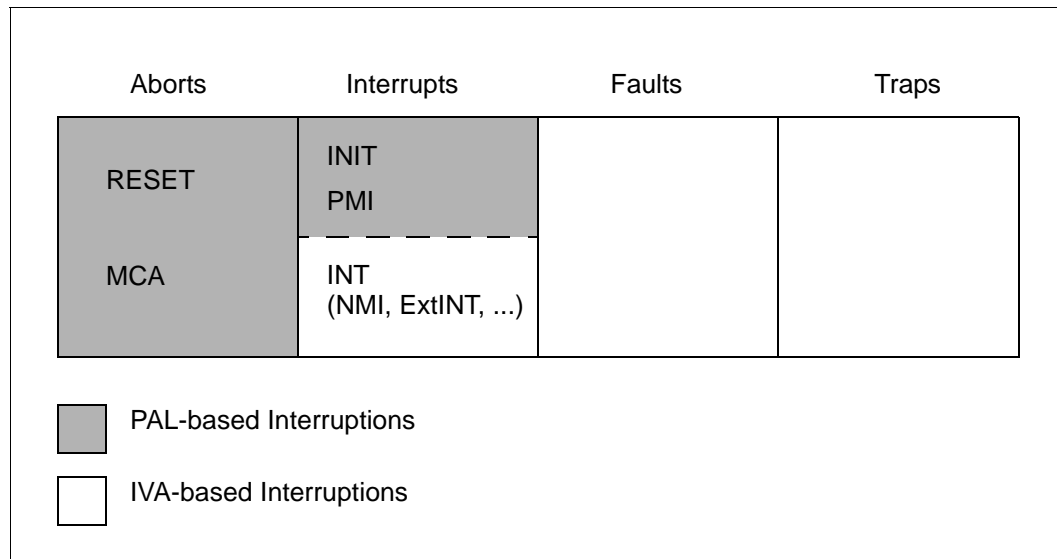 Aborts Interrupts Faults Traps
RESET
INIT
PMI
MCA
INT
(NMI, ExtINT, ...)
PAL-based Interruptions
IVA-based Interruptions